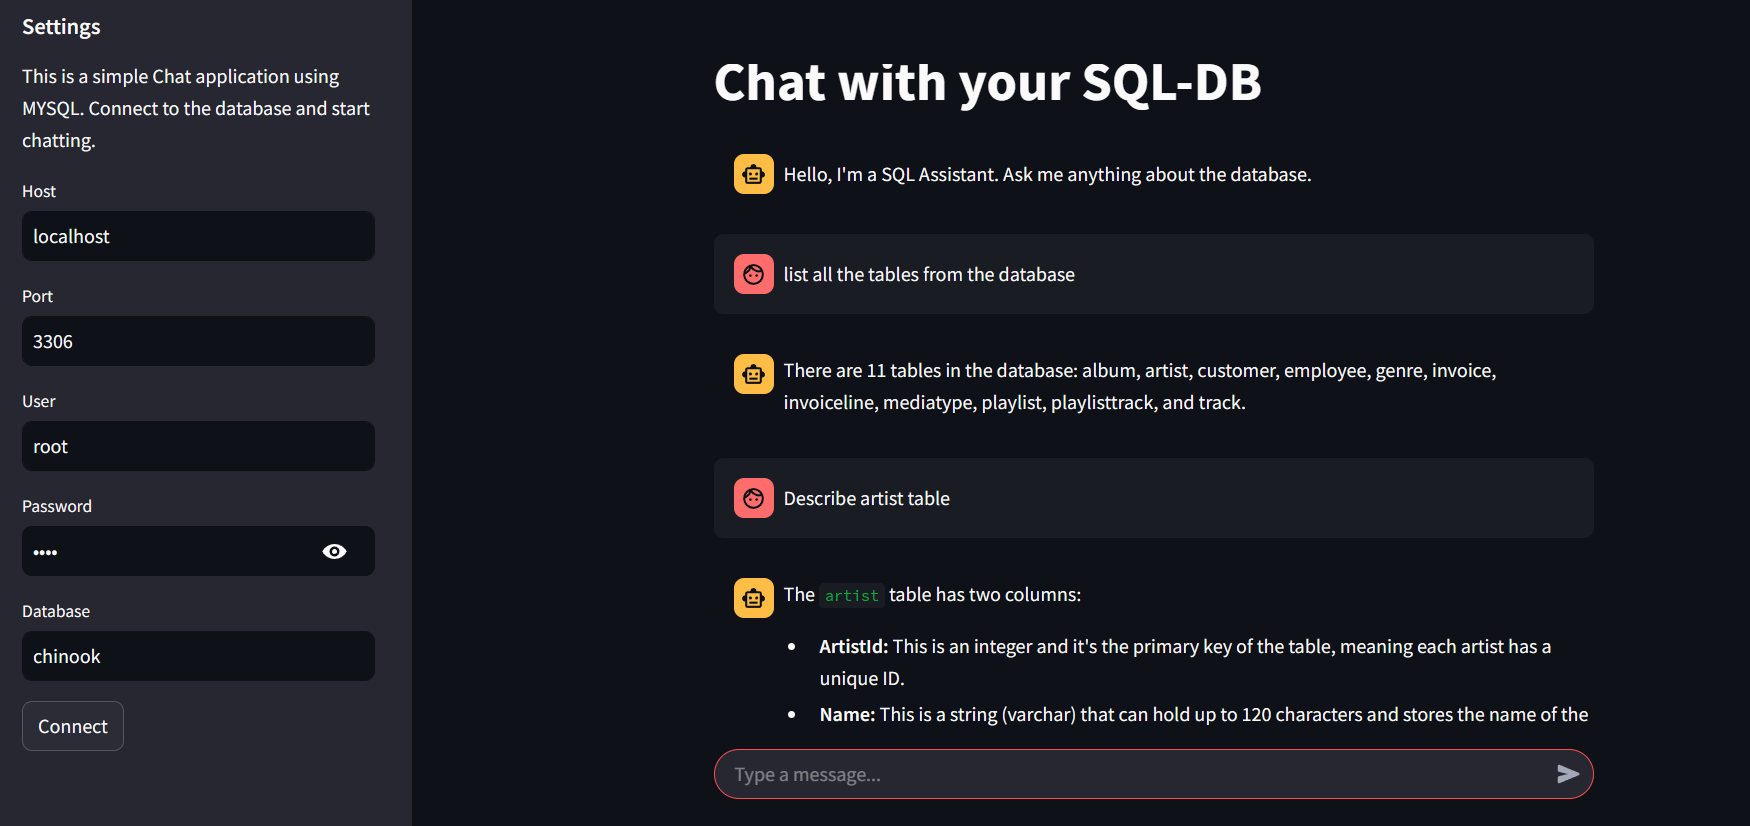 Settings
This is a simple Chat application using
MYSQL. Connect to the database and start
chatting.
Host
localhost
Port
3306
User
root
Password
••••
Database
chinook
Connect
Chat with your SQL-DB
Hello, I'm a SQL Assistant. Ask me anything about the database.
list all the tables from the database
There are 11 tables in the database: album, artist, customer, employee, genre, invoice,
invoiceline, mediatype, playlist, playlisttrack, and track.
Describe artist table
The artist table has two columns:
• ArtistId: This is an integer and it's the primary key of the table, meaning each artist has a
unique ID.
• Name: This is a string (varchar) that can hold up to 120 characters and stores the name of the
Type a message...